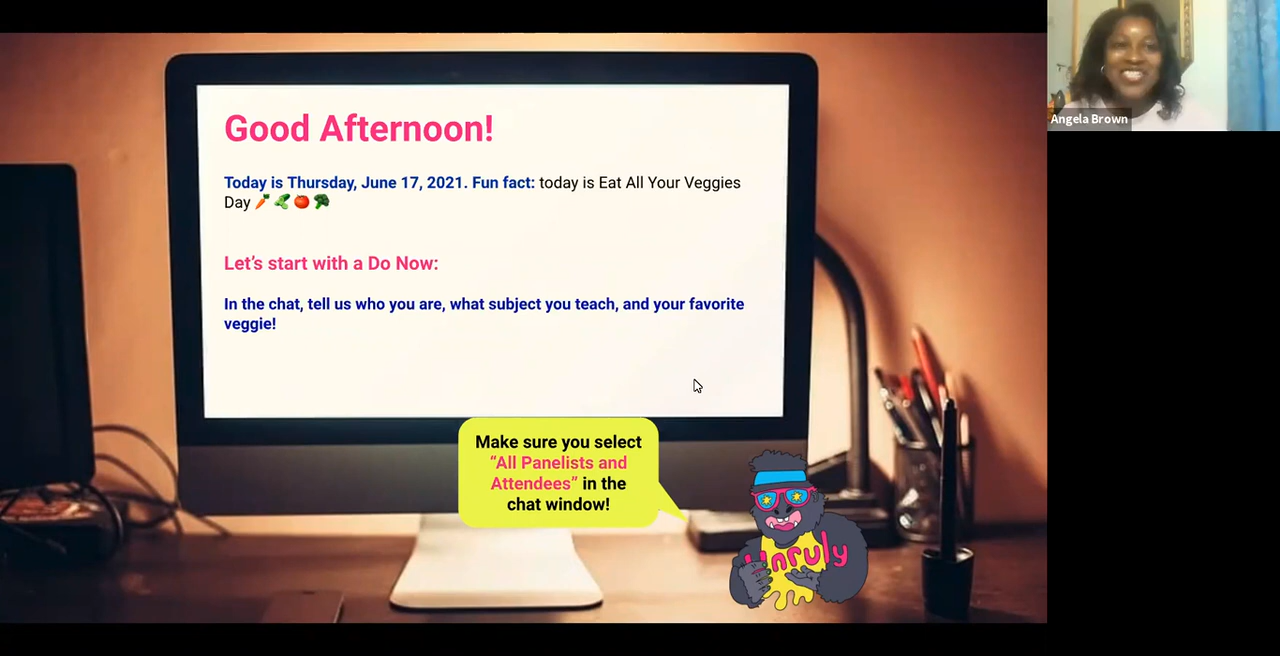 Good Afternoon!
Today is Thursday, June 17, 2021. Fun fact: today is Eat All Your Veggies
Day 🥕🥒🍅🥦
Let’s start with a Do Now:
In the chat, tell us who you are, what subject you teach, and your favorite
veggie!
Make sure you select
“All Panelists and
Attendees” in the
chat window!
Unruly
Angela Brown